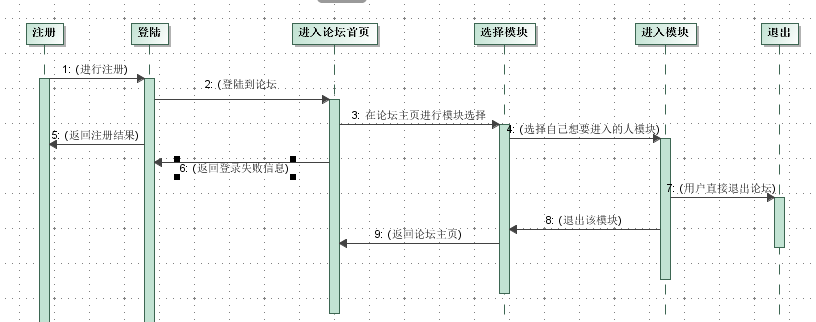 注册 登陆 进入论坛首页 选择模块 进入模块 退出
1: (进行注册)
2: (登陆到论坛
3: 在论坛主页进行模块选择
4: (选择自己想要进入的人模块)
5: (返回注册结果)
6: (返回登录失败信息)
7: (用户直接退出论坛)
8: (退出该模块)
9: (返回论坛主页)